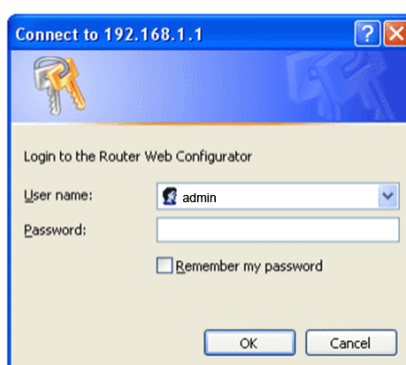 Connect to 192.168.1.1
?
Login to the Router Web Configurator
User name:
admin
Password:
Remember my password
OK
Cancel